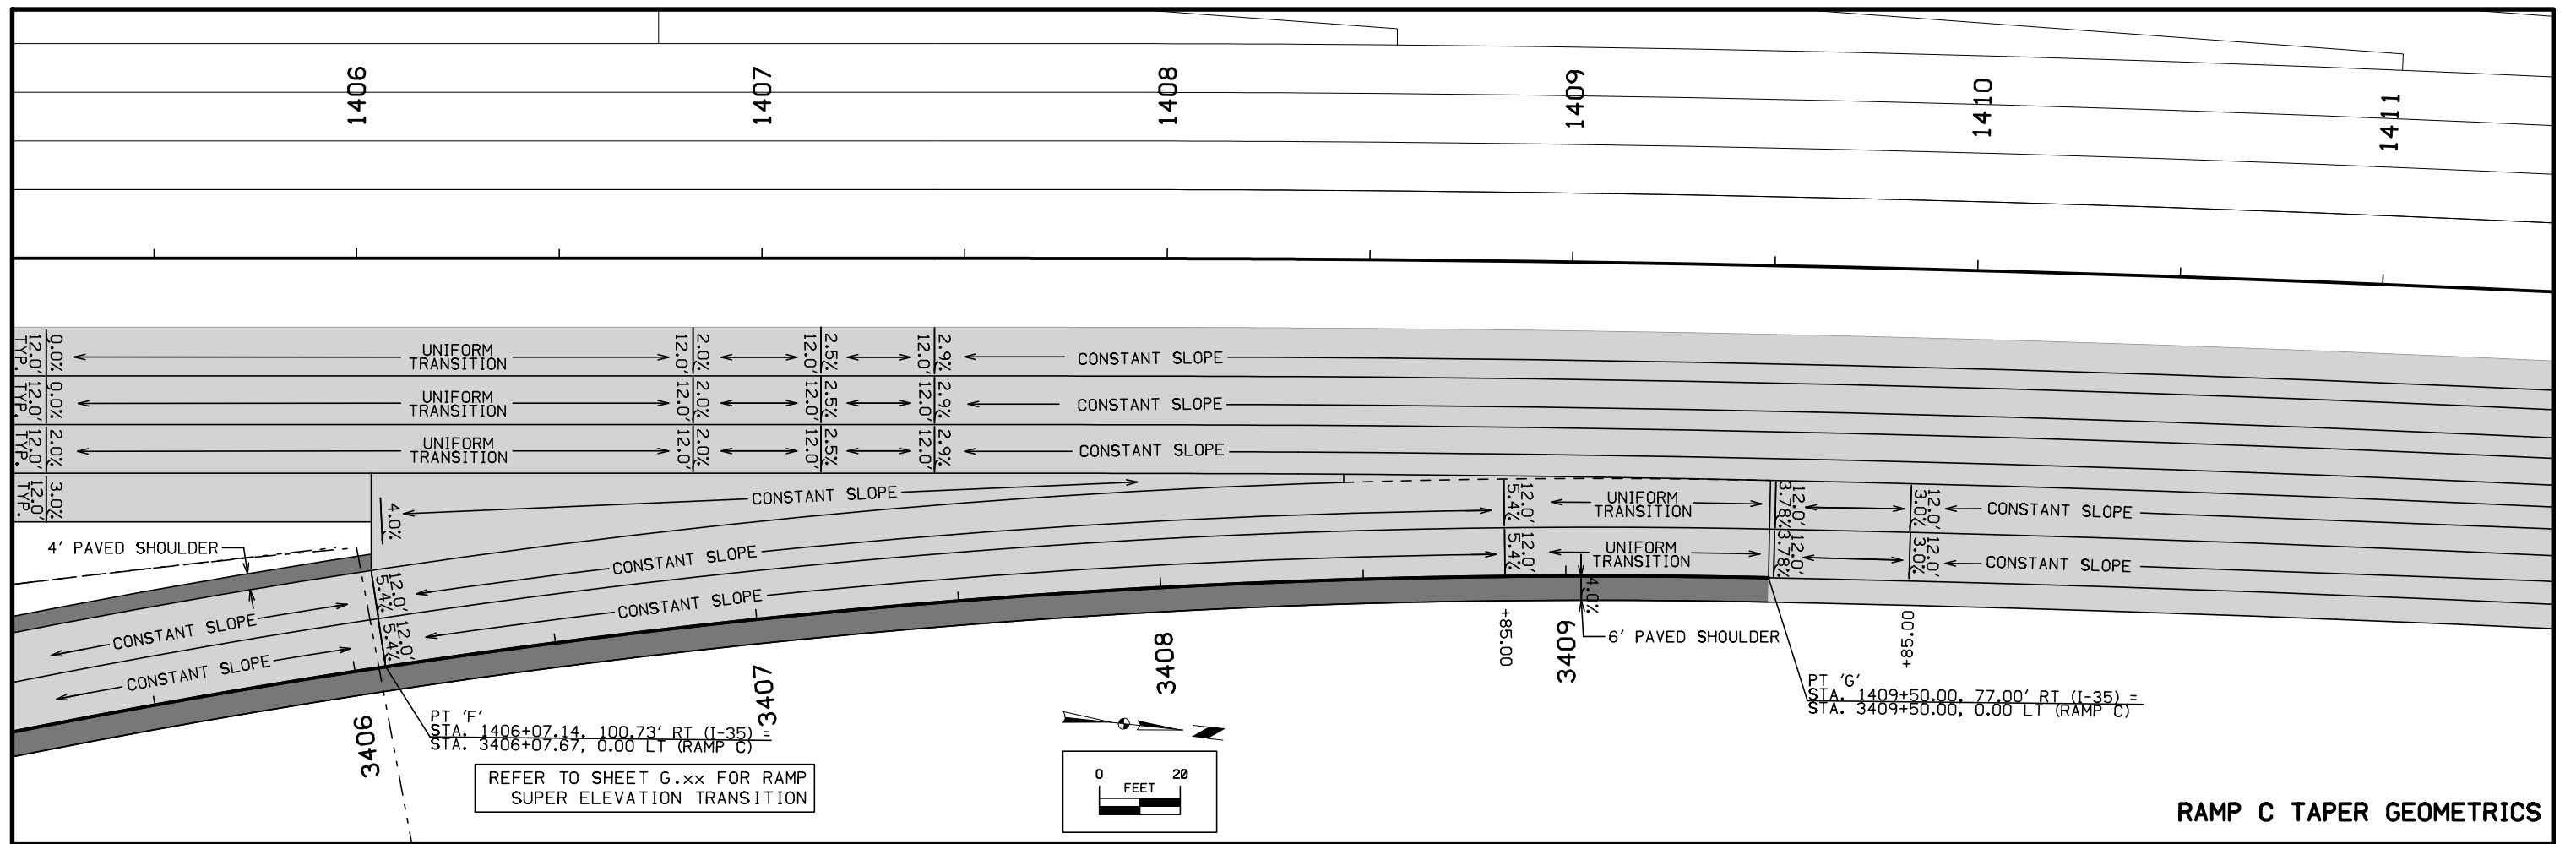 1406
1407
1408
1409
1410
1411
12.0'
TYP.
0.0%
UNIFORM
TRANSITION
12.0'
2.0%
12.0'
2.5%
12.0'
2.9%
CONSTANT SLOPE
12.0'
TYP.
0.0%
UNIFORM
TRANSITION
12.0'
2.0%
12.0'
2.5%
12.0'
2.9%
CONSTANT SLOPE
12.0'
TYP.
2.0%
UNIFORM
TRANSITION
12.0'
2.0%
12.0'
2.5%
12.0'
2.9%
CONSTANT SLOPE
12.0'
TYP.
3.0%
4.0%
CONSTANT SLOPE
12.0'
5.4%
UNIFORM
TRANSITION
12.0'
3.78%
12.0'
3.0%
CONSTANT SLOPE
4' PAVED SHOULDER
CONSTANT SLOPE
12.0'
5.4%
UNIFORM
TRANSITION
12.0'
3.78%
12.0'
3.0%
CONSTANT SLOPE
12.0'
5.4%
CONSTANT SLOPE
4.0%
CONSTANT SLOPE
12.0'
5.4%
CONSTANT SLOPE
6' PAVED SHOULDER
+85.00
+85.00
3406
3407
3408
3409
PT 'F'
STA. 1406+07.14, 100.73' RT (I-35) =
STA. 3406+07.67, 0.00 LT (RAMP C)
PT 'G'
STA. 1409+50.00, 77.00' RT (I-35) =
STA. 3409+50.00, 0.00 LT (RAMP C)
REFER TO SHEET G.xx FOR RAMP
SUPER ELEVATION TRANSITION
0 20
FEET
RAMP C TAPER GEOMETRICS